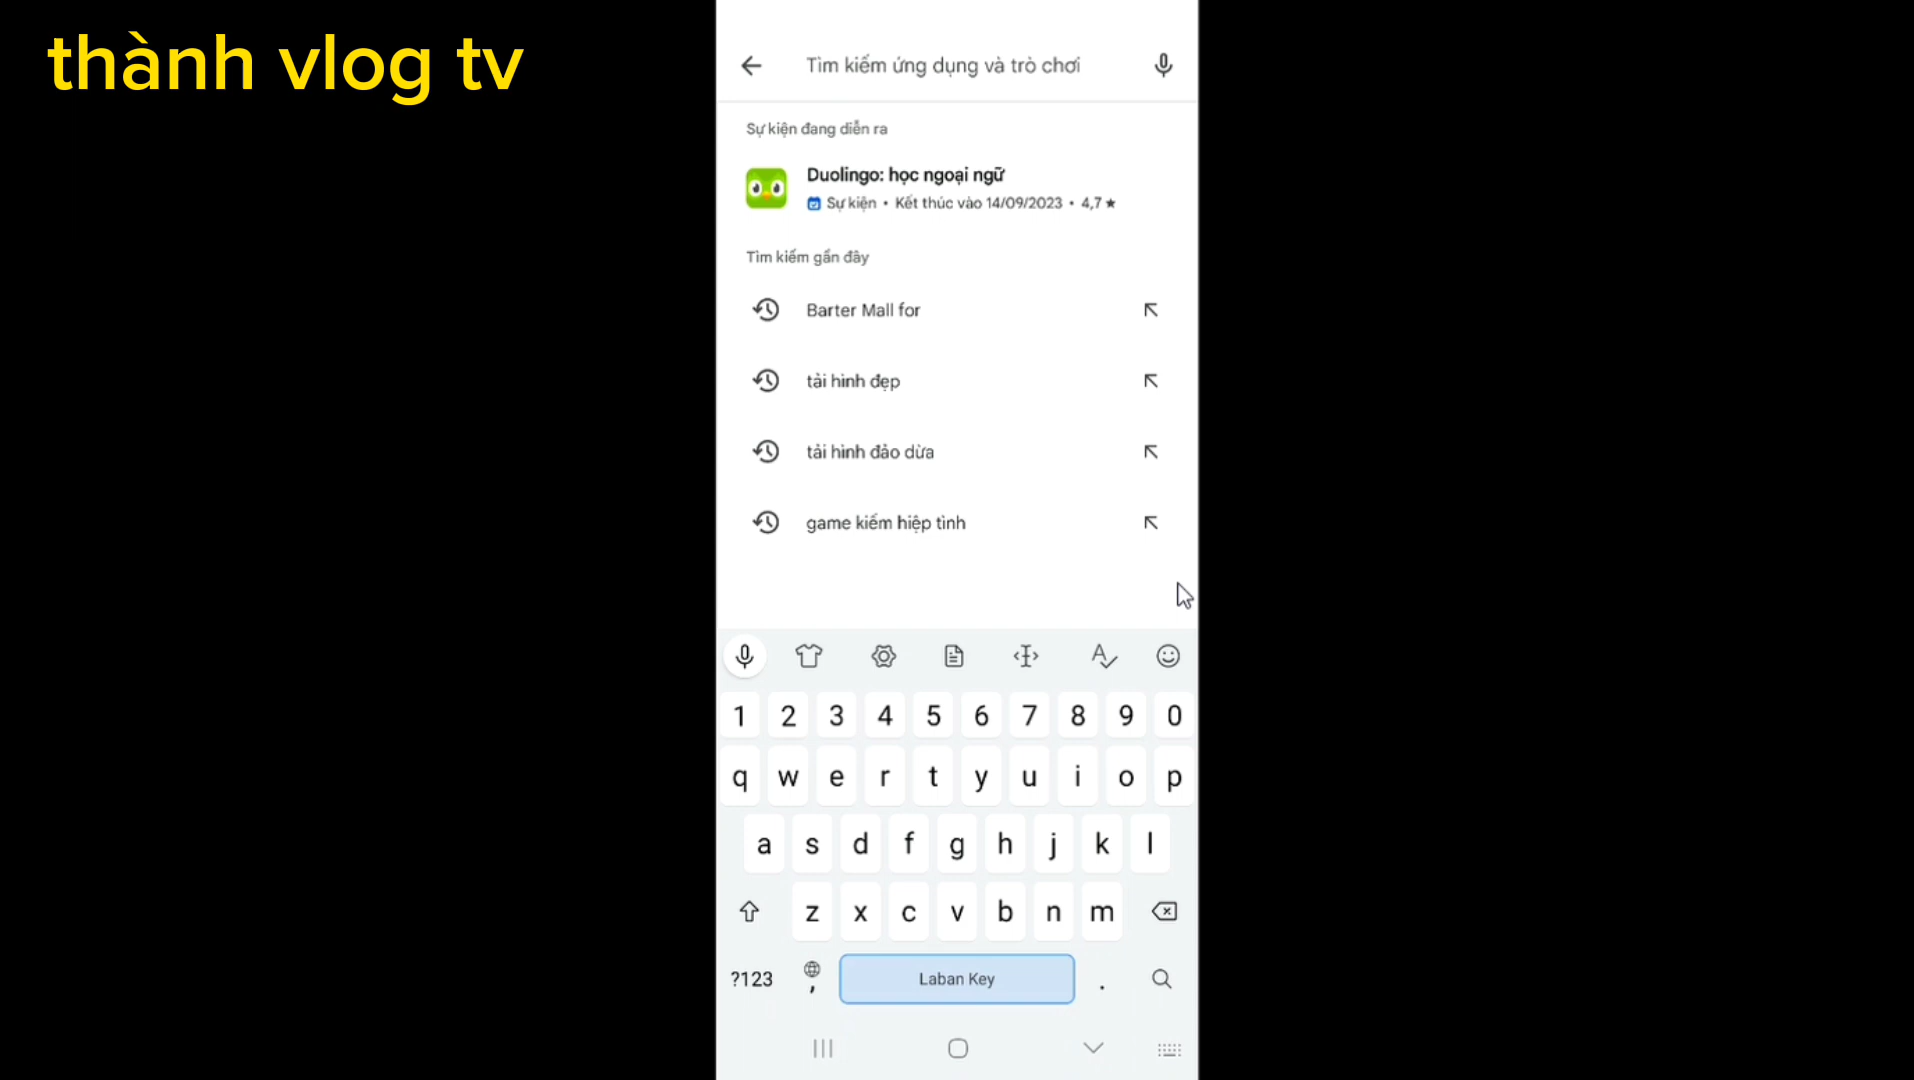 thành vlog tv
Tìm kiếm ứng dụng và trò chơi
Sự kiện đang diễn ra
Duolingo: học ngoại ngữ
Sự kiện • Kết thúc vào 14/09/2023 • 4,7 ★
Tìm kiếm gần đây
Barter Mall for
tải hình đẹp
tải hình đảo dừa
game kiếm hiệp tình
1 2 3 4 5 6 7 8 9 0
q w e r t y u i o p
a s d f g h j k l
z x c v b n m
?123 , Laban Key .